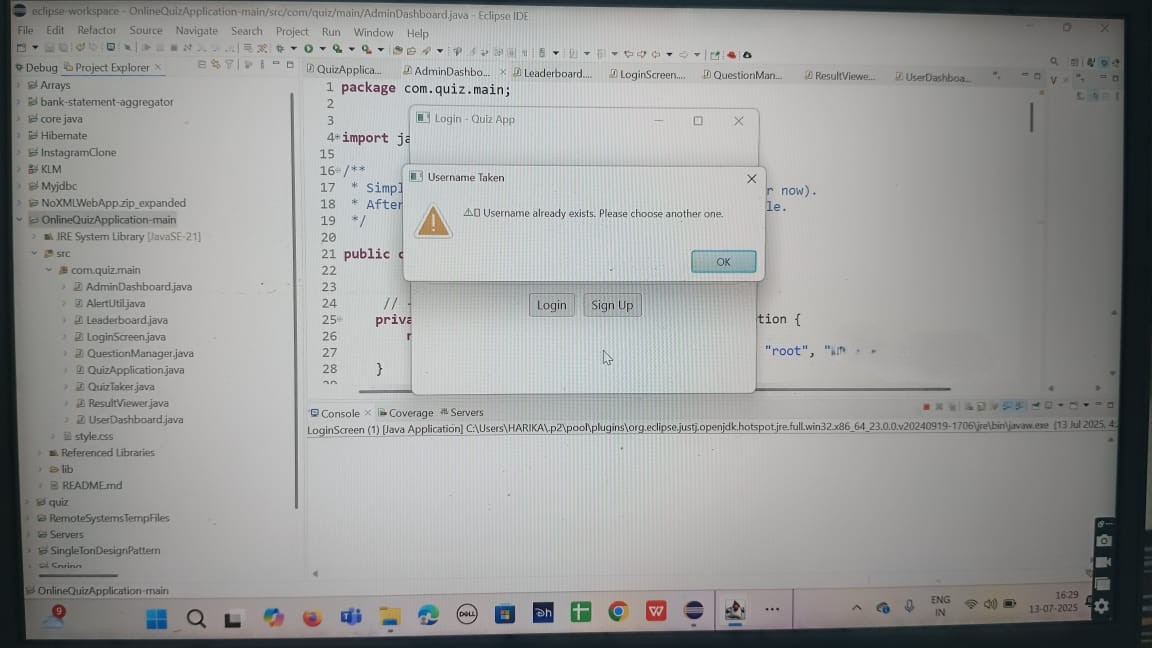 eclipse-workspace - OnlineQuizApplication-main/src/com/quiz/main/AdminDashboard.java - Eclipse IDE
File Edit Refactor Source Navigate Search Project Run Window Help
Debug Project Explorer ×
QuizApplica... AdminDashbo... × Leaderboard.... LoginScreen.... QuestionMan... ResultViewe... UserDashboa...
Arrays
bank-statement-aggregator
core java
Hibernate
InstagramClone
KLM
Myjdbc
NoXMLWebApp.zip_expanded
OnlineQuizApplication-main
JRE System Library [JavaSE-21]
src
com.quiz.main
AdminDashboard.java
AlertUtil.java
Leaderboard.java
LoginScreen.java
QuestionManager.java
QuizApplication.java
QuizTaker.java
ResultViewer.java
UserDashboard.java
style.css
Referenced Libraries
lib
README.md
quiz
RemoteSystemsTempFiles
Servers
SingleTonDesignPattern
Spring
OnlineQuizApplication-main
1 package com.quiz.main;
2
3
4 import ja
15
16 /**
17 * Simpl r now).
18 * After le.
19 */
20
21 public c
22
23
24 // -
25 priva tion {
26 r
27 "root", "
28 }
Login - Quiz App
Username Taken
Username already exists. Please choose another one.
OK
Login Sign Up
Console × Coverage Servers
LoginScreen (1) [Java Application] C:\Users\HARIKA\.p2\pool\plugins\org.eclipse.justj.openjdk.hotspot.jre.full.win32.x86_64_23.0.0.v20240919-1706\jre\bin\javaw.exe (13 Jul 2025, 4:
9
DELL
Dh
W
ENG
IN
16:29
13-07-2025